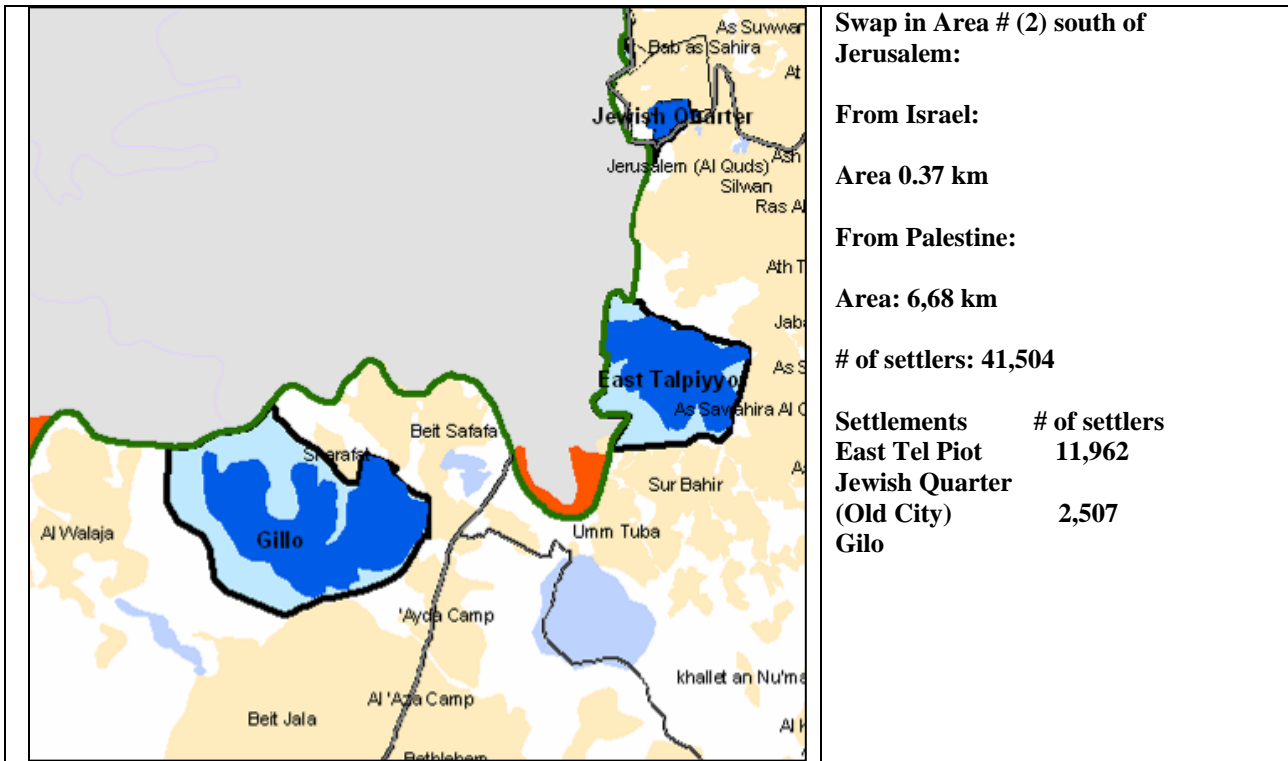 As Suwwar
Bab as Sahira
At
Jewish Quarter
Jerusalem (Al Quds)
Ash
Silwan
Ras Al
Ath T
Jaba
East Talpiyyo
As S
As Sawahira Al G
Beit Safafa
Sharafat
A
Sur Bahir
Al Walaja
Gillo
Umm Tuba
'Ayda Camp
khallet an Nu'ma
Al 'Aza Camp
Beit Jala
Al K
Bethlehem
Swap in Area # (2) south of
Jerusalem:
From Israel:
Area 0.37 km
From Palestine:
Area: 6,68 km
# of settlers: 41,504
Settlements # of settlers
East Tel Piot 11,962
Jewish Quarter
(Old City) 2,507
Gilo